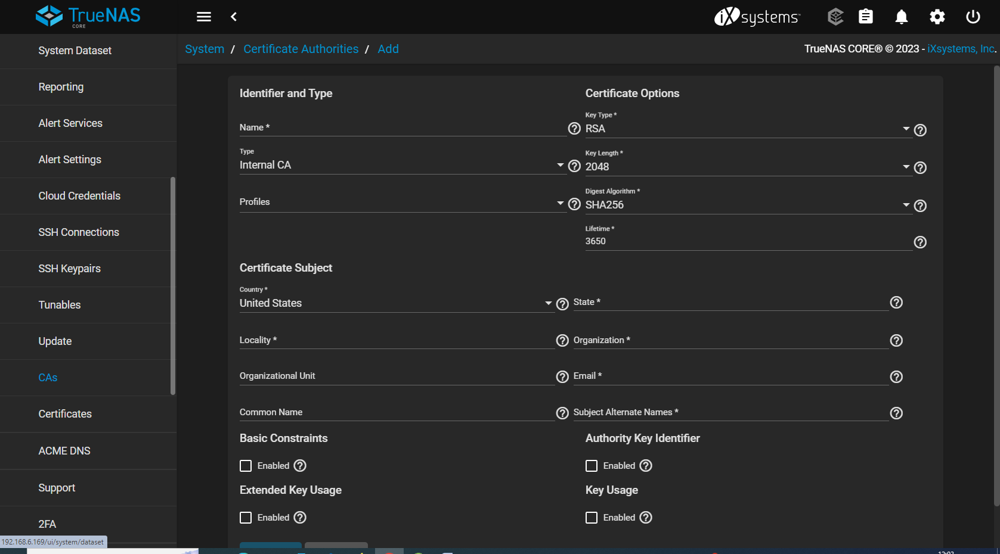 TrueNAS
CORE
iXsystems™
System Dataset
Reporting
Alert Services
Alert Settings
Cloud Credentials
SSH Connections
SSH Keypairs
Tunables
Update
CAs
Certificates
ACME DNS
Support
2FA
192.168.6.169/ui/system/dataset
System / Certificate Authorities / Add
TrueNAS CORE® © 2023 - iXsystems, Inc.
Identifier and Type
Name *
Type
Internal CA
Profiles
Certificate Options
Key Type *
RSA
Key Length *
2048
Digest Algorithm *
SHA256
Lifetime *
3650
Certificate Subject
Country *
United States
State *
Locality *
Organization *
Organizational Unit
Email *
Common Name
Subject Alternate Names *
Basic Constraints
Enabled
Authority Key Identifier
Enabled
Extended Key Usage
Enabled
Key Usage
Enabled